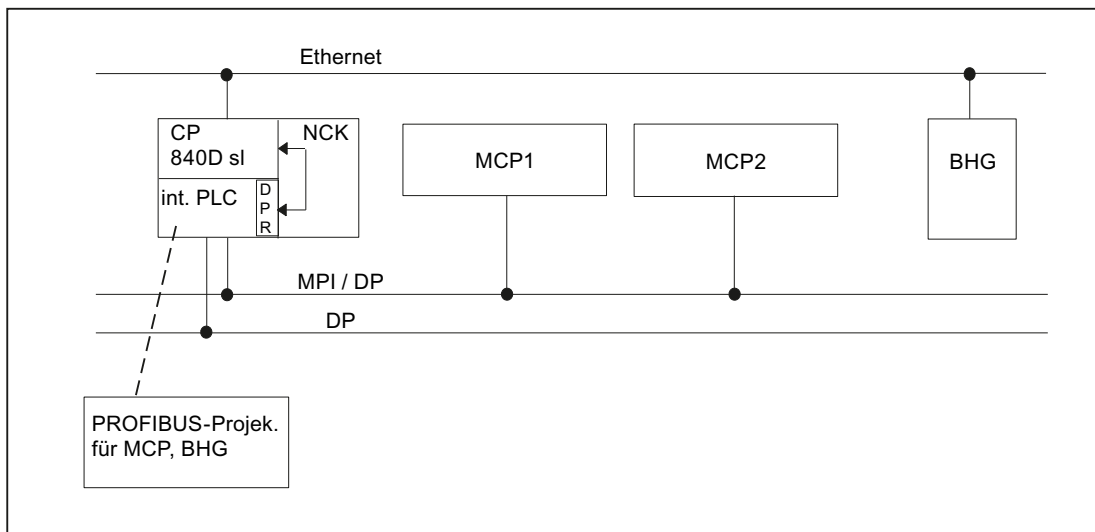 Ethernet
CP
840D sl
NCK
int. PLC
D
P
R
MCP1
MCP2
BHG
MPI / DP
DP
PROFIBUS-Projek.
für MCP, BHG